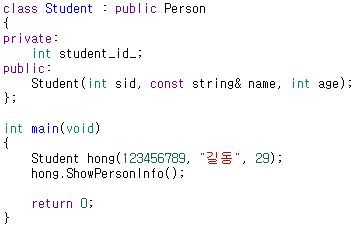 class Student : public Person
{
private:
    int student_id_;
public:
    Student(int sid, const string& name, int age);
};

int main(void)
{
    Student hong(123456789, "길동", 29);
    hong.ShowPersonInfo();

    return 0;
}